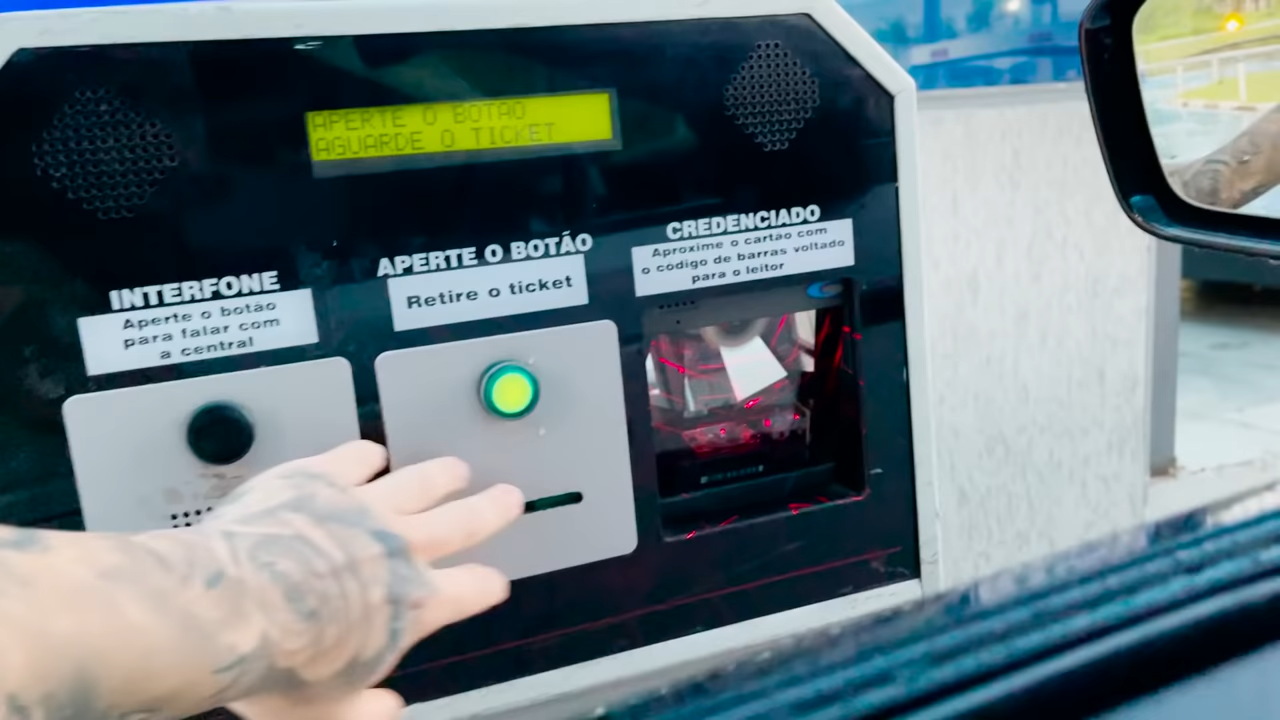 APERTE O BOTAO
AGUARDE O TICKET
INTERFONE
Aperte o botão
para falar com
a central
APERTE O BOTÃO
Retire o ticket
CREDENCIADO
Aproxime o cartão com
o código de barras voltado
para o leitor